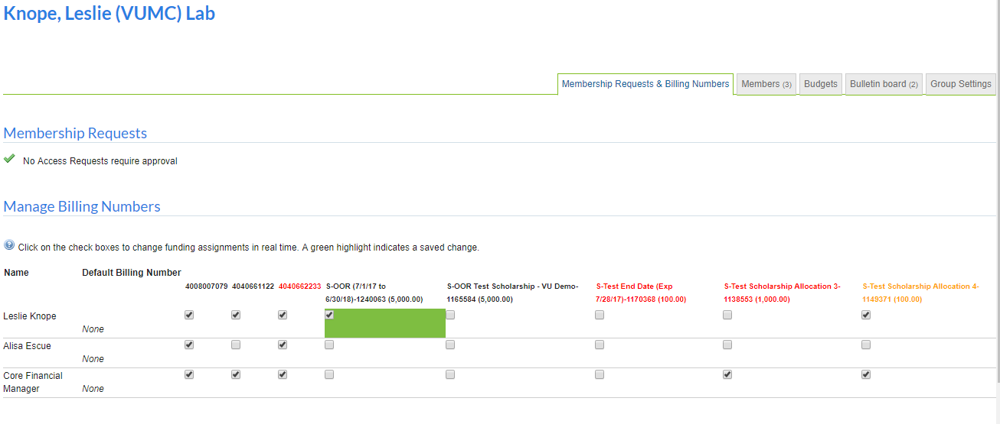 Knope, Leslie (VUMC) Lab
Membership Requests & Billing Numbers
Members (3)
Budgets
Bulletin board (2)
Group Settings
Membership Requests
No Access Requests require approval
Manage Billing Numbers
Click on the check boxes to change funding assignments in real time. A green highlight indicates a saved change.
Name
Default Billing Number
4008007079
4040661122
4040662233
S-OOR (7/1/17 to
6/30/18)-1240063 (5,000.00)
S-OOR Test Scholarship - VU Demo-
1165584 (5,000.00)
S-Test End Date (Exp
7/28/17)-1170368 (100.00)
S-Test Scholarship Allocation 3-
1138553 (1,000.00)
S-Test Scholarship Allocation 4-
1149371 (100.00)
Leslie Knope
None
Alisa Escue
None
Core Financial
Manager
None